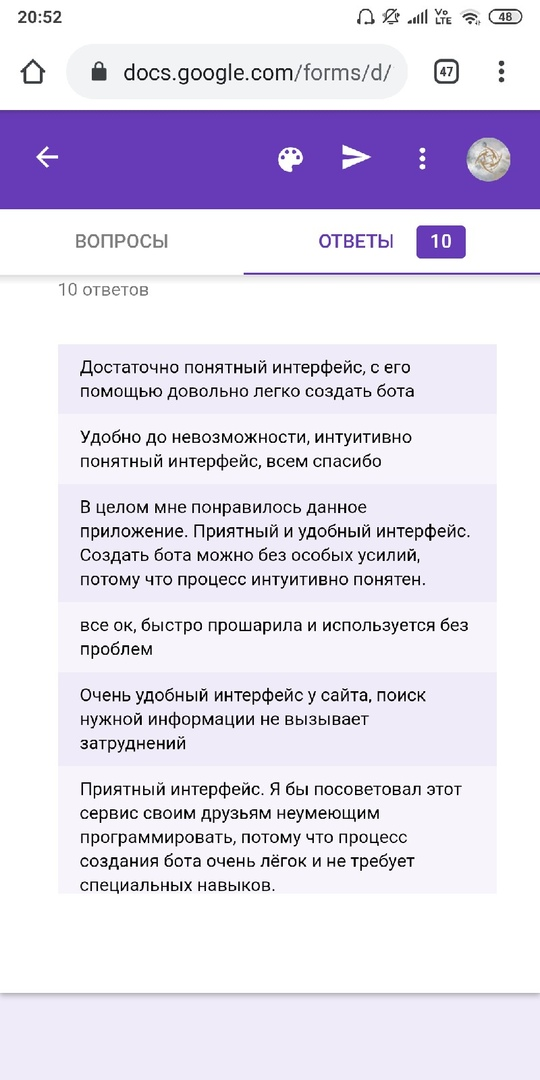 20:52
Vo
LTE
48
docs.google.com/forms/d/
47
ВОПРОСЫ
ОТВЕТЫ
10
10 ответов
Достаточно понятный интерфейс, с его
помощью довольно легко создать бота
Удобно до невозможности, интуитивно
понятный интерфейс, всем спасибо
В целом мне понравилось данное
приложение. Приятный и удобный интерфейс.
Создать бота можно без особых усилий,
потому что процесс интуитивно понятен.
все ок, быстро прошарила и используется без
проблем
Очень удобный интерфейс у сайта, поиск
нужной информации не вызывает
затруднений
Приятный интерфейс. Я бы посоветовал этот
сервис своим друзьям неумеющим
программировать, потому что процесс
создания бота очень лёгок и не требует
специальных навыков.